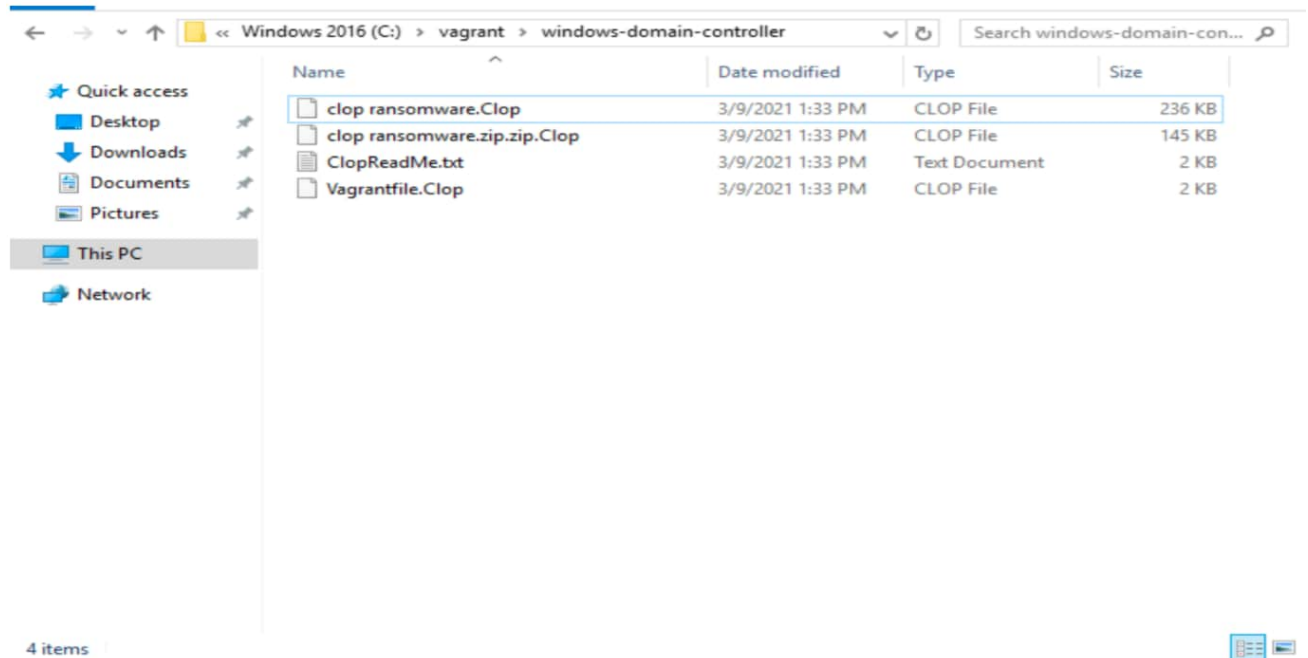 « Windows 2016 (C:) > vagrant > windows-domain-controller
Search windows-domain-con...
Quick access
Desktop
Downloads
Documents
Pictures
This PC
Network
Name Date modified Type Size
clop ransomware.Clop 3/9/2021 1:33 PM CLOP File 236 KB
clop ransomware.zip.zip.Clop 3/9/2021 1:33 PM CLOP File 145 KB
ClopReadMe.txt 3/9/2021 1:33 PM Text Document 2 KB
Vagrantfile.Clop 3/9/2021 1:33 PM CLOP File 2 KB
4 items